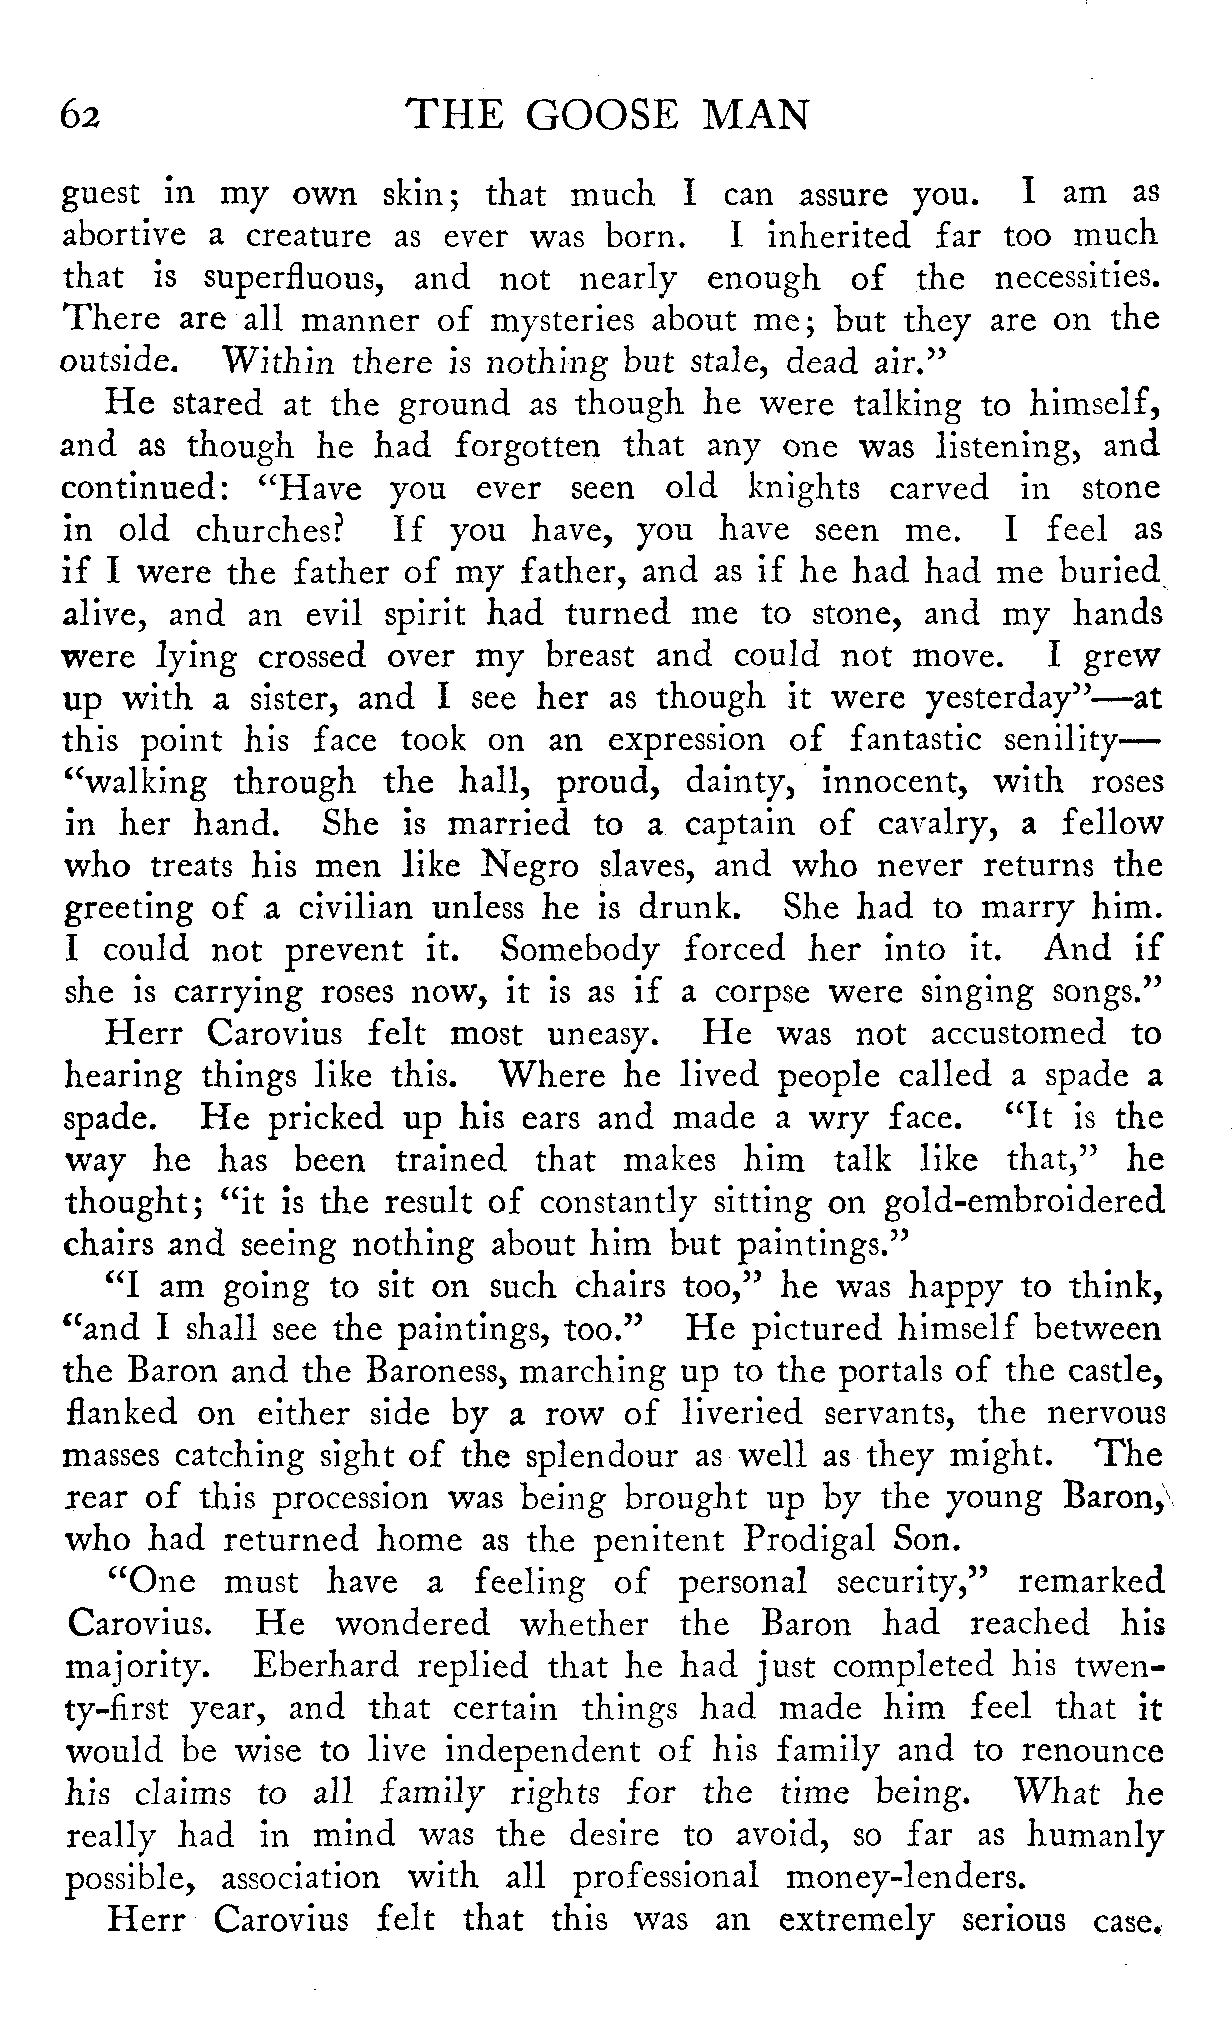 62 THE GOOSE MAN
guest in my own skin; that much I can assure you. I am as
abortive a creature as ever was born. I inherited far too much
that is superfluous, and not nearly enough of the necessities.
There are all manner of mysteries about me; but they are on the
outside. Within there is nothing but stale, dead air.”
He stared at the ground as though he were talking to himself,
and as though he had forgotten that any one was listening, and
continued: “Have you ever seen old knights carved in stone
in old churches? If you have, you have seen me. I feel as
if I were the father of my father, and as if he had had me buried
alive, and an evil spirit had turned me to stone, and my hands
were lying crossed over my breast and could not move. I grew
up with a sister, and I see her as though it were yesterday”—at
this point his face took on an expression of fantastic senility—
“walking through the hall, proud, dainty, innocent, with roses
in her hand. She is married to a captain of cavalry, a fellow
who treats his men like Negro slaves, and who never returns the
greeting of a civilian unless he is drunk. She had to marry him.
I could not prevent it. Somebody forced her into it. And if
she is carrying roses now, it is as if a corpse were singing songs.”
Herr Carovius felt most uneasy. He was not accustomed to
hearing things like this. Where he lived people called a spade a
spade. He pricked up his ears and made a wry face. “It is the
way he has been trained that makes him talk like that,” he
thought; “it is the result of constantly sitting on gold-embroidered
chairs and seeing nothing about him but paintings.”
“I am going to sit on such chairs too,” he was happy to think,
“and I shall see the paintings, too.” He pictured himself between
the Baron and the Baroness, marching up to the portals of the castle,
flanked on either side by a row of liveried servants, the nervous
masses catching sight of the splendour as well as they might. The
rear of this procession was being brought up by the young Baron,
who had returned home as the penitent Prodigal Son.
“One must have a feeling of personal security,” remarked
Carovius. He wondered whether the Baron had reached his
majority. Eberhard replied that he had just completed his twen-
ty-first year, and that certain things had made him feel that it
would be wise to live independent of his family and to renounce
his claims to all family rights for the time being. What he
really had in mind was the desire to avoid, so far as humanly
possible, association with all professional money-lenders.
Herr Carovius felt that this was an extremely serious case.